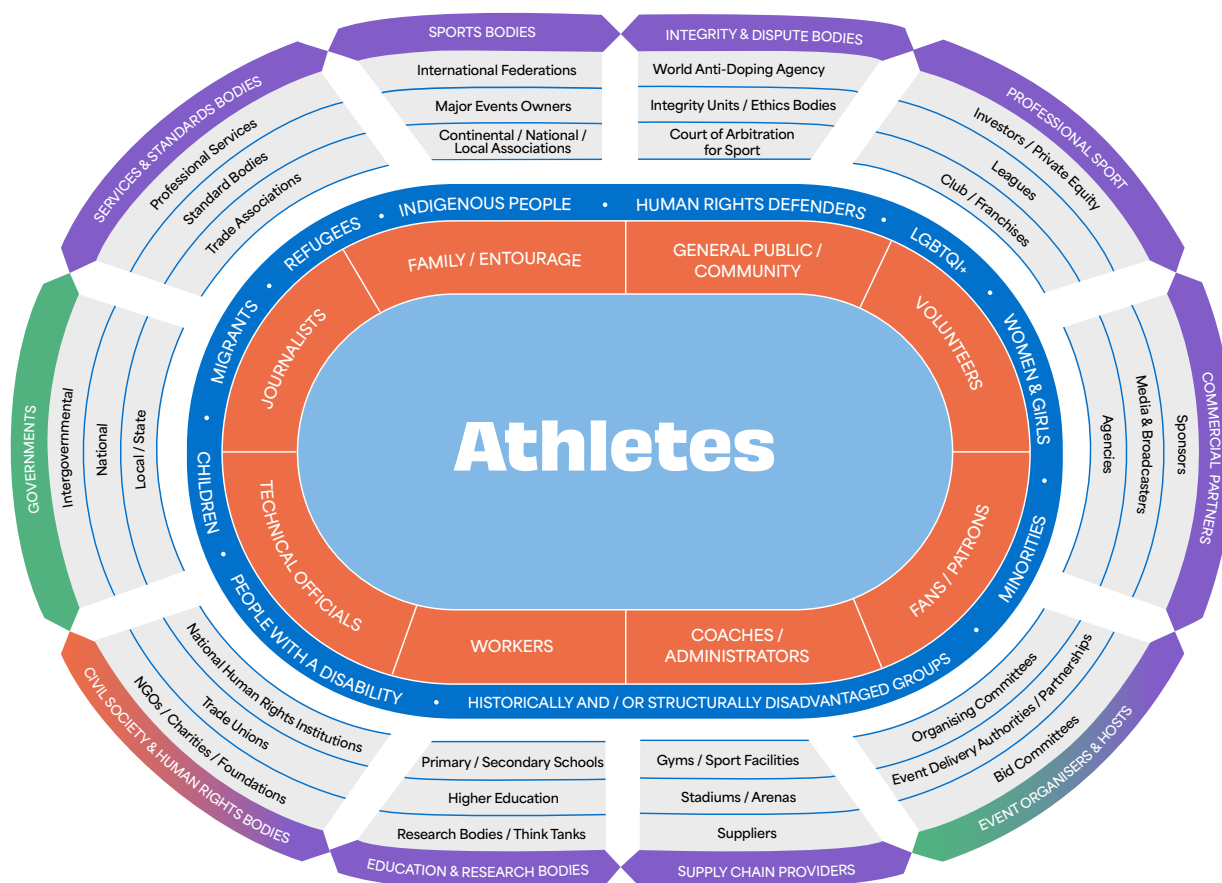 SPORTS BODIES
International Federations
Major Events Owners
Continental / National /
Local Associations
INTEGRITY & DISPUTE BODIES
World Anti-Doping Agency
Integrity Units / Ethics Bodies
Court of Arbitration
for Sport
PROFESSIONAL SPORT
Investors / Private Equity
Leagues
Club / Franchises
COMMERCIAL PARTNERS
Sponsors
Media & Broadcasters
Agencies
EVENT ORGANISERS & HOSTS
Organising Committees
Event Delivery Authorities / Partnerships
Bid Committees
SUPPLY CHAIN PROVIDERS
Gyms / Sport Facilities
Stadiums / Arenas
Suppliers
EDUCATION & RESEARCH BODIES
Primary / Secondary Schools
Higher Education
Research Bodies / Think Tanks
CIVIL SOCIETY & HUMAN RIGHTS BODIES
National Human Rights Institutions
Trade Unions
NGOs / Charities / Foundations
GOVERNMENTS
Intergovernmental
National
Local / State
SERVICES & STANDARDS BODIES
Professional Services
Standard Bodies
Trade Associations
INDIGENOUS PEOPLE • HUMAN RIGHTS DEFENDERS • LGBTQI+ • WOMEN & GIRLS • MINORITIES • HISTORICALLY AND / OR STRUCTURALLY DISADVANTAGED GROUPS • PEOPLE WITH A DISABILITY • CHILDREN • MIGRANTS • REFUGEES •
FAMILY / ENTOURAGE
GENERAL PUBLIC /
COMMUNITY
VOLUNTEERS
FANS / PATRONS
COACHES /
ADMINISTRATORS
WORKERS
TECHNICAL OFFICIALS
JOURNALISTS
Athletes